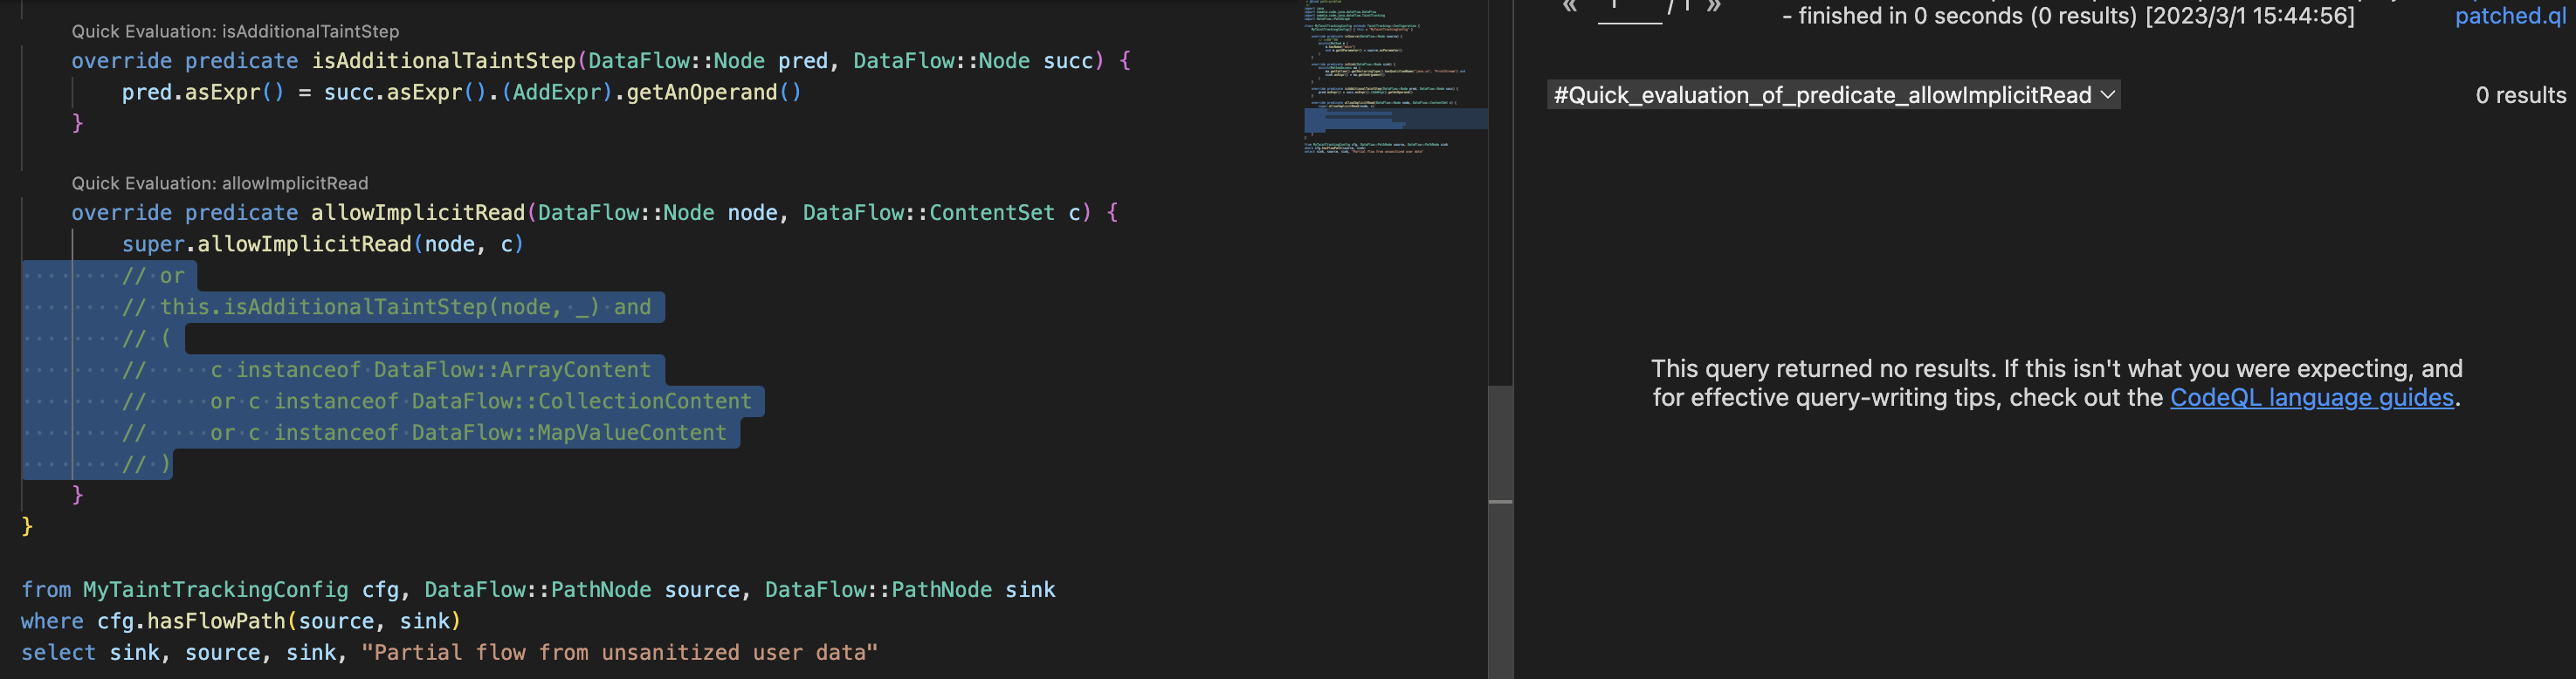 Quick Evaluation: isAdditionalTaintStep
override predicate isAdditionalTaintStep(DataFlow::Node pred, DataFlow::Node succ) {
pred.asExpr() = succ.asExpr().(AddExpr).getAnOperand()
}
Quick Evaluation: allowImplicitRead
override predicate allowImplicitRead(DataFlow::Node node, DataFlow::ContentSet c) {
super.allowImplicitRead(node, c)
// or
// this.isAdditionalTaintStep(node, _) and
// (
//     c instanceof DataFlow::ArrayContent
//     or c instanceof DataFlow::CollectionContent
//     or c instanceof DataFlow::MapValueContent
// )
}
}
from MyTaintTrackingConfig cfg, DataFlow::PathNode source, DataFlow::PathNode sink
where cfg.hasFlowPath(source, sink)
select sink, source, sink, "Partial flow from unsanitized user data"
« 1 / 1 »
- finished in 0 seconds (0 results) [2023/3/1 15:44:56]
patched.ql
#Quick_evaluation_of_predicate_allowImplicitRead
0 results
This query returned no results. If this isn't what you were expecting, and
for effective query-writing tips, check out the CodeQL language guides.